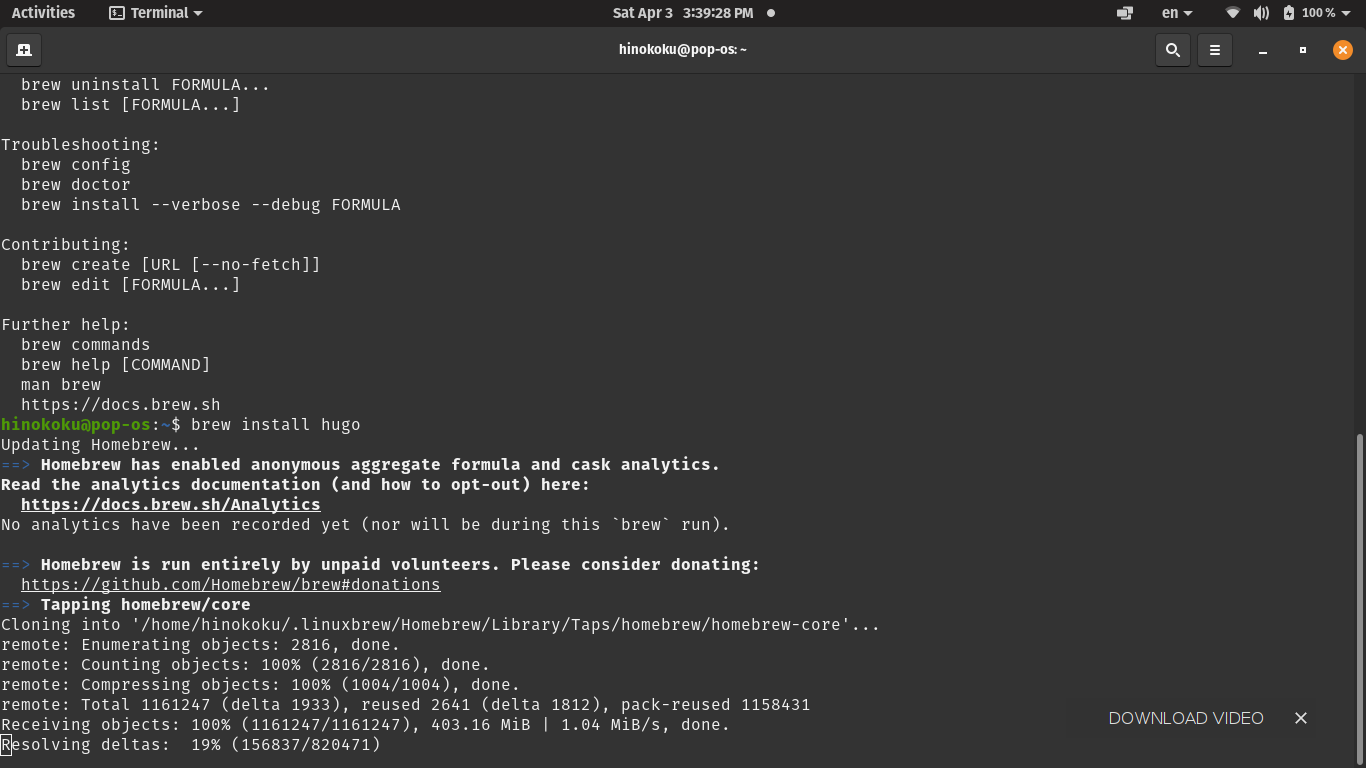 Activities Terminal Sat Apr 3 3:39:28 PM en 100 %
hinokoku@pop-os: ~
brew uninstall FORMULA...
brew list [FORMULA...]
Troubleshooting:
brew config
brew doctor
brew install --verbose --debug FORMULA
Contributing:
brew create [URL [--no-fetch]]
brew edit [FORMULA...]
Further help:
brew commands
brew help [COMMAND]
man brew
https://docs.brew.sh
hinokoku@pop-os:~$ brew install hugo
Updating Homebrew...
==> Homebrew has enabled anonymous aggregate formula and cask analytics.
Read the analytics documentation (and how to opt-out) here:
https://docs.brew.sh/Analytics
No analytics have been recorded yet (nor will be during this `brew` run).
==> Homebrew is run entirely by unpaid volunteers. Please consider donating:
https://github.com/Homebrew/brew#donations
==> Tapping homebrew/core
Cloning into '/home/hinokoku/.linuxbrew/Homebrew/Library/Taps/homebrew/homebrew-core'...
remote: Enumerating objects: 2816, done.
remote: Counting objects: 100% (2816/2816), done.
remote: Compressing objects: 100% (1004/1004), done.
remote: Total 1161247 (delta 1933), reused 2641 (delta 1812), pack-reused 1158431
Receiving objects: 100% (1161247/1161247), 403.16 MiB | 1.04 MiB/s, done.
Resolving deltas:  19% (156837/820471)
DOWNLOAD VIDEO